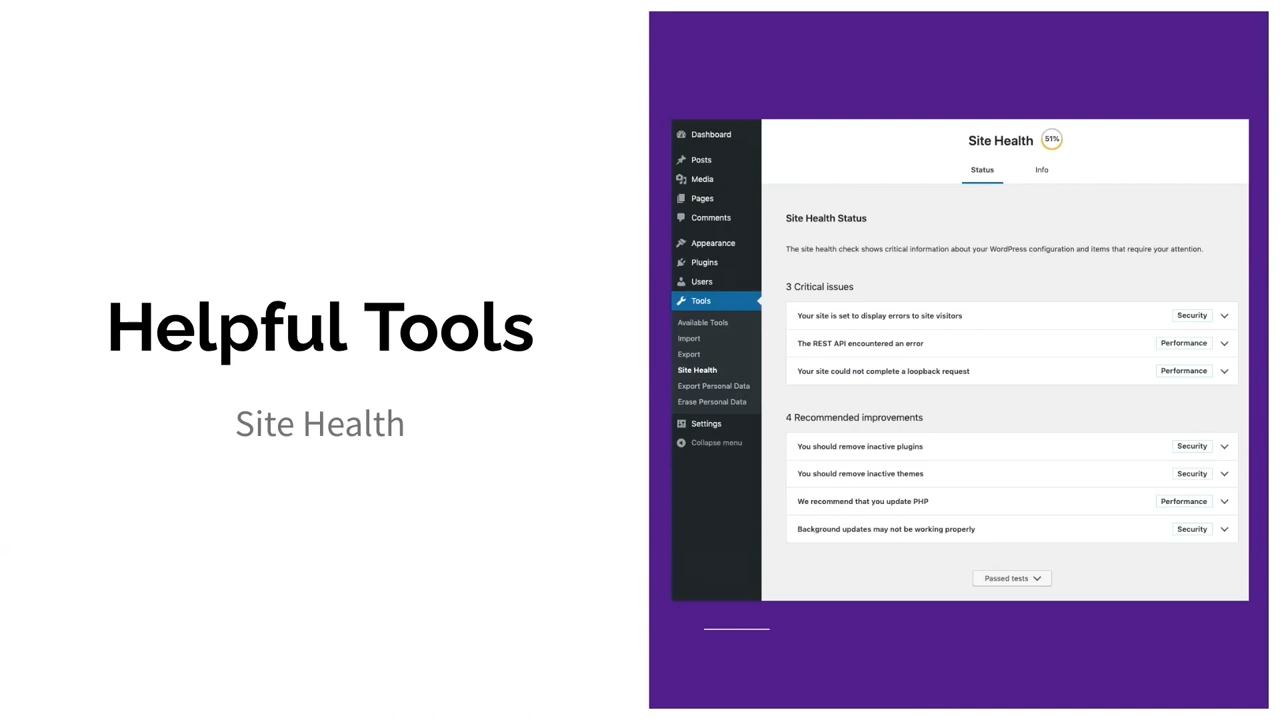 Helpful Tools
Site Health
Dashboard
Posts
Media
Pages
Comments
Appearance
Plugins
Users
Tools
Available Tools
Import
Export
Site Health
Export Personal Data
Erase Personal Data
Settings
Collapse menu
Site Health 51%
Status Info
Site Health Status
The site health check shows critical information about your WordPress configuration and items that require your attention.
3 Critical issues
Your site is set to display errors to site visitors Security
The REST API encountered an error Performance
Your site could not complete a loopback request Performance
4 Recommended improvements
You should remove inactive plugins Security
You should remove inactive themes Security
We recommend that you update PHP Performance
Background updates may not be working properly Security
Passed tests